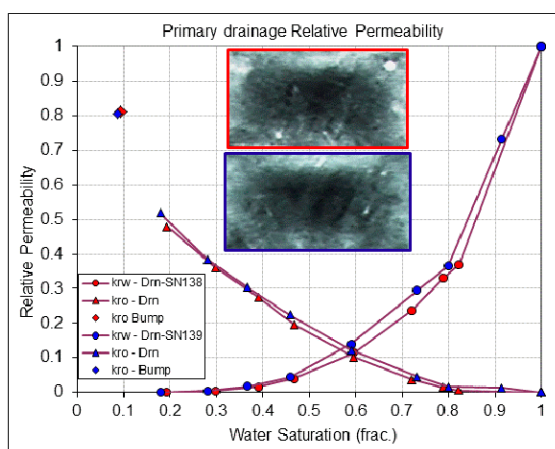 Primary drainage Relative Permeability
1
0.9
0.8
0.7
0.6
0.5
0.4
0.3
0.2
0.1
0
Relative Permeability
krw - Drn-SN138
kro - Drn
kro Bump
krw - Drn-SN139
kro - Drn
kro - Bump
0 0.1 0.2 0.3 0.4 0.5 0.6 0.7 0.8 0.9 1
Water Saturation (frac.)